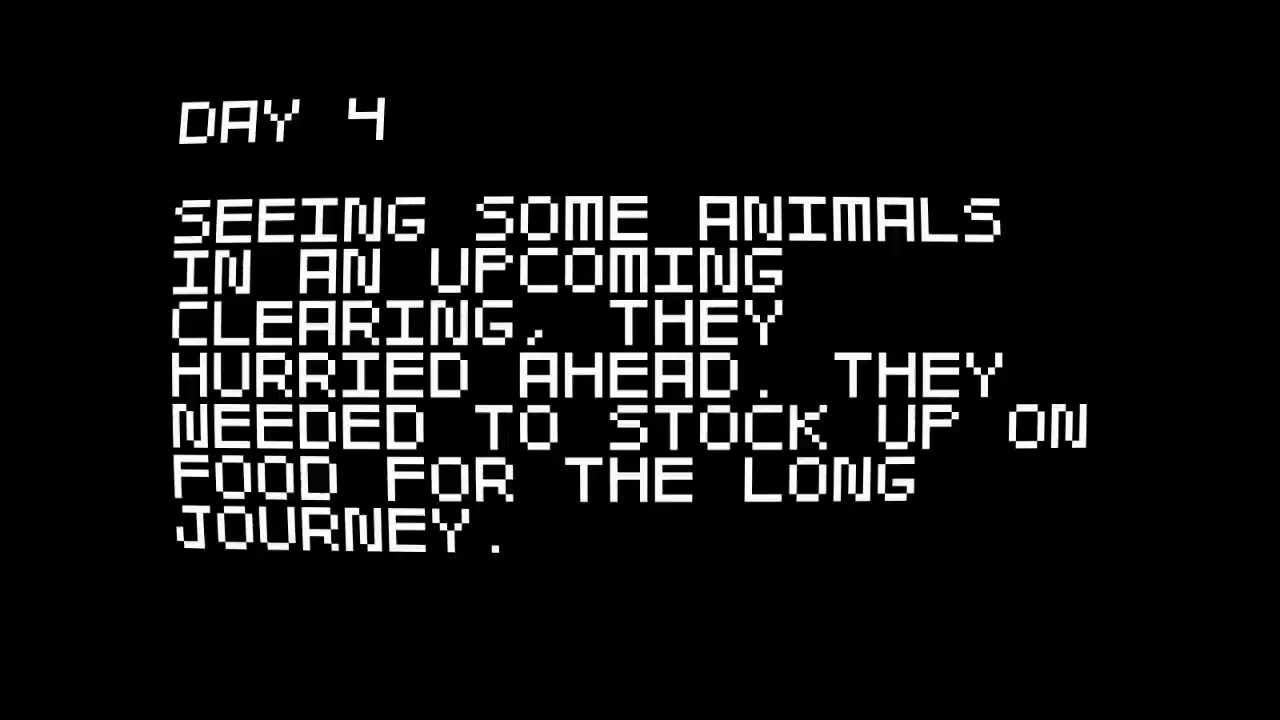 DAY 4
SEEING SOME ANIMALS
IN AN UPCOMING
CLEARING, THEY
HURRIED AHEAD. THEY
NEEDED TO STOCK UP ON
FOOD FOR THE LONG
JOURNEY.